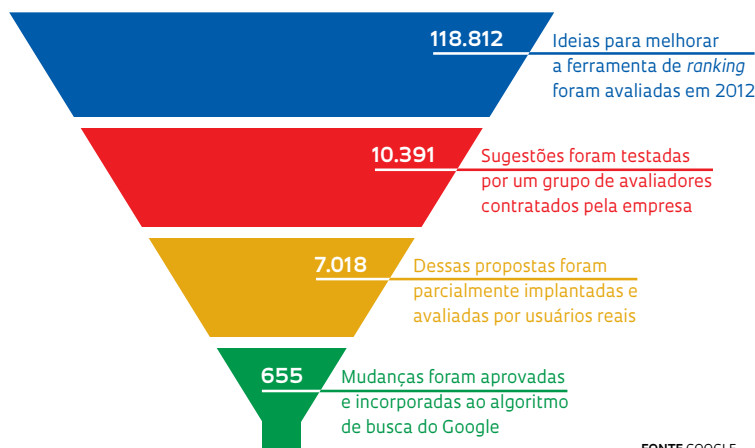 118.812
Ideias para melhorar
a ferramenta de ranking
foram avaliadas em 2012
10.391
Sugestões foram testadas
por um grupo de avaliadores
contratados pela empresa
7.018
Dessas propostas foram
parcialmente implantadas e
avaliadas por usuários reais
655
Mudanças foram aprovadas
e incorporadas ao algoritmo
de busca do Google
FONTE GOOGLE